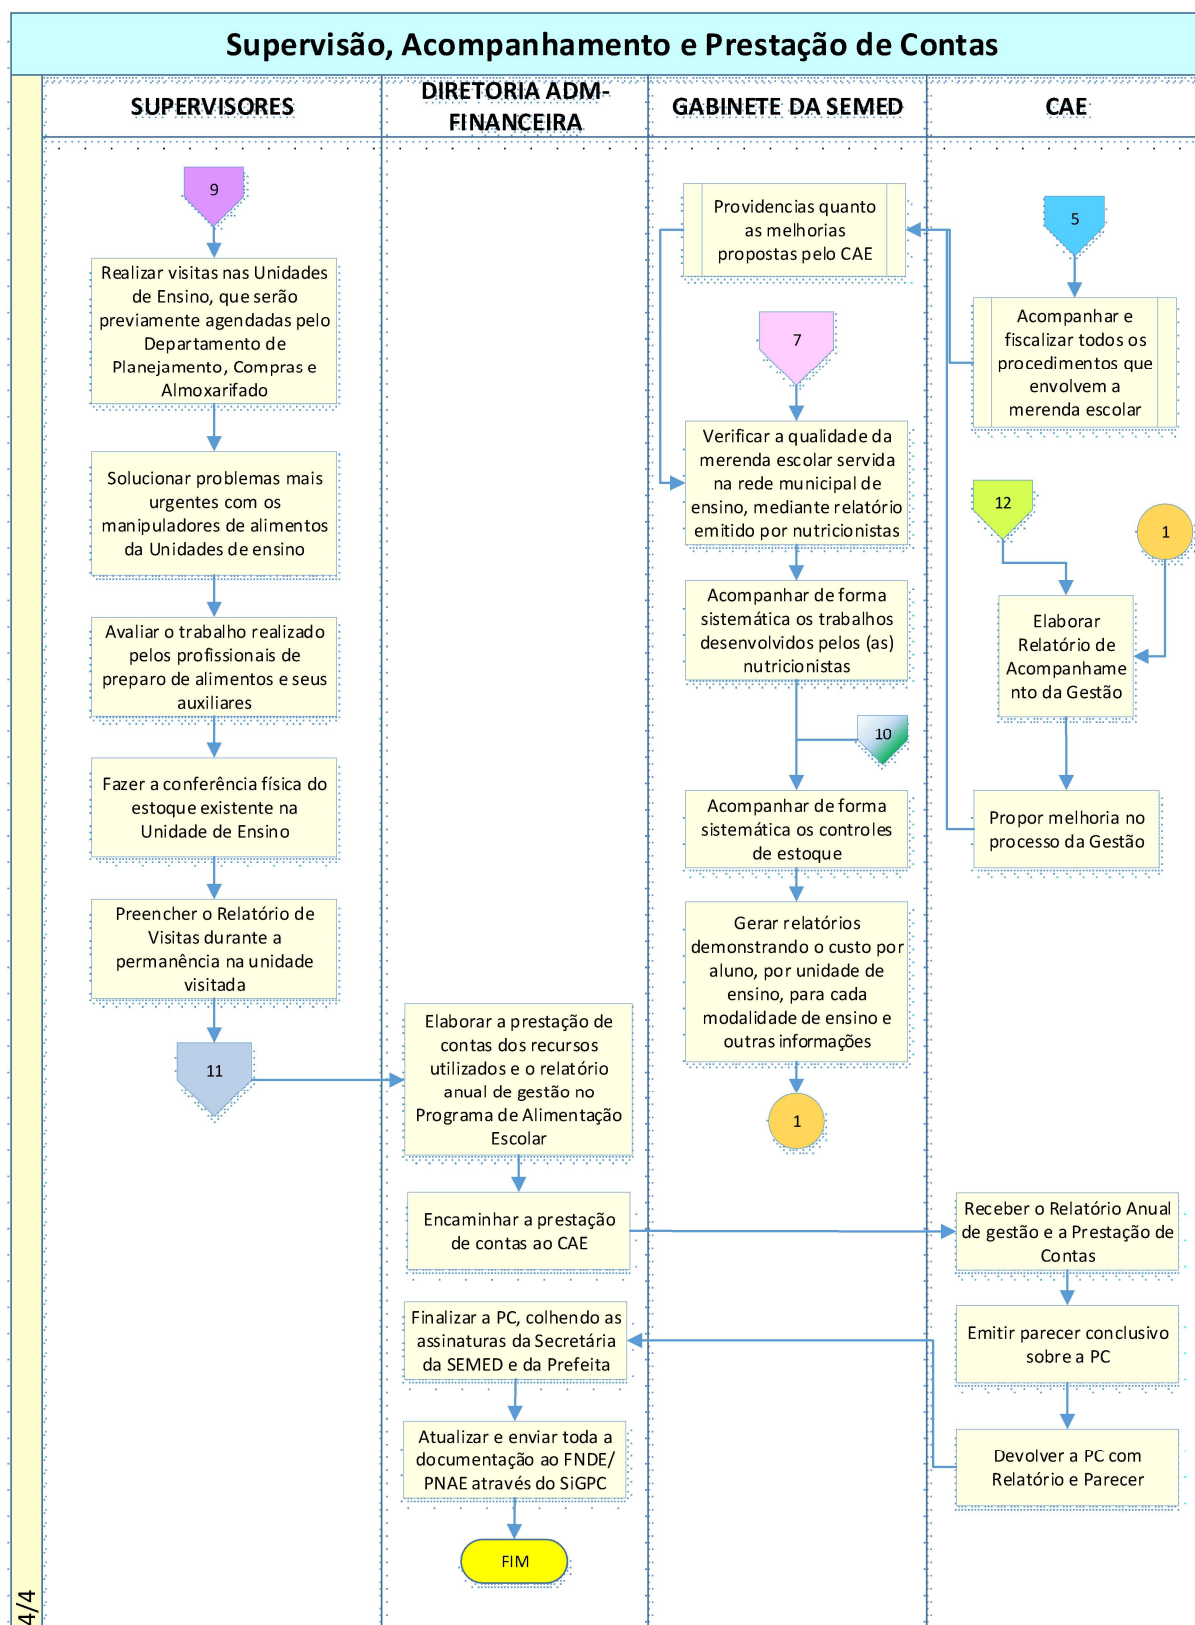 Supervisão, Acompanhamento e Prestação de Contas
SUPERVISORES
DIRETORIA ADM-
FINANCEIRA
GABINETE DA SEMED
CAE
9
Realizar visitas nas Unidades
de Ensino, que serão
previamente agendadas pelo
Departamento de
Planejamento, Compras e
Almoxarifado
Solucionar problemas mais
urgentes com os
manipuladores de alimentos
da Unidades de ensino
Avaliar o trabalho realizado
pelos profissionais de
preparo de alimentos e seus
auxiliares
Fazer a conferência física do
estoque existente na
Unidade de Ensino
Preencher o Relatório de
Visitas durante a
permanência na unidade
visitada
11
Elaborar a prestação de
contas dos recursos
utilizados e o relatório
anual de gestão no
Programa de Alimentação
Escolar
Encaminhar a prestação
de contas ao CAE
Finalizar a PC, colhendo as
assinaturas da Secretária
da SEMED e da Prefeita
Atualizar e enviar toda a
documentação ao FNDE/
PNAE através do SiGPC
FIM
Providencias quanto
as melhorias
propostas pelo CAE
7
Verificar a qualidade da
merenda escolar servida
na rede municipal de
ensino, mediante relatório
emitido por nutricionistas
Acompanhar de forma
sistemática os trabalhos
desenvolvidos pelos (as)
nutricionistas
10
Acompanhar de forma
sistemática os controles
de estoque
Gerar relatórios
demonstrando o custo por
aluno, por unidade de
ensino, para cada
modalidade de ensino e
outras informações
1
5
Acompanhar e
fiscalizar todos os
procedimentos que
envolvem a
merenda escolar
12
1
Elaborar
Relatório de
Acompanhame
nto da Gestão
Propor melhoria no
processo da Gestão
Receber o Relatório Anual
de gestão e a Prestação de
Contas
Emitir parecer conclusivo
sobre a PC
Devolver a PC com
Relatório e Parecer
4/4